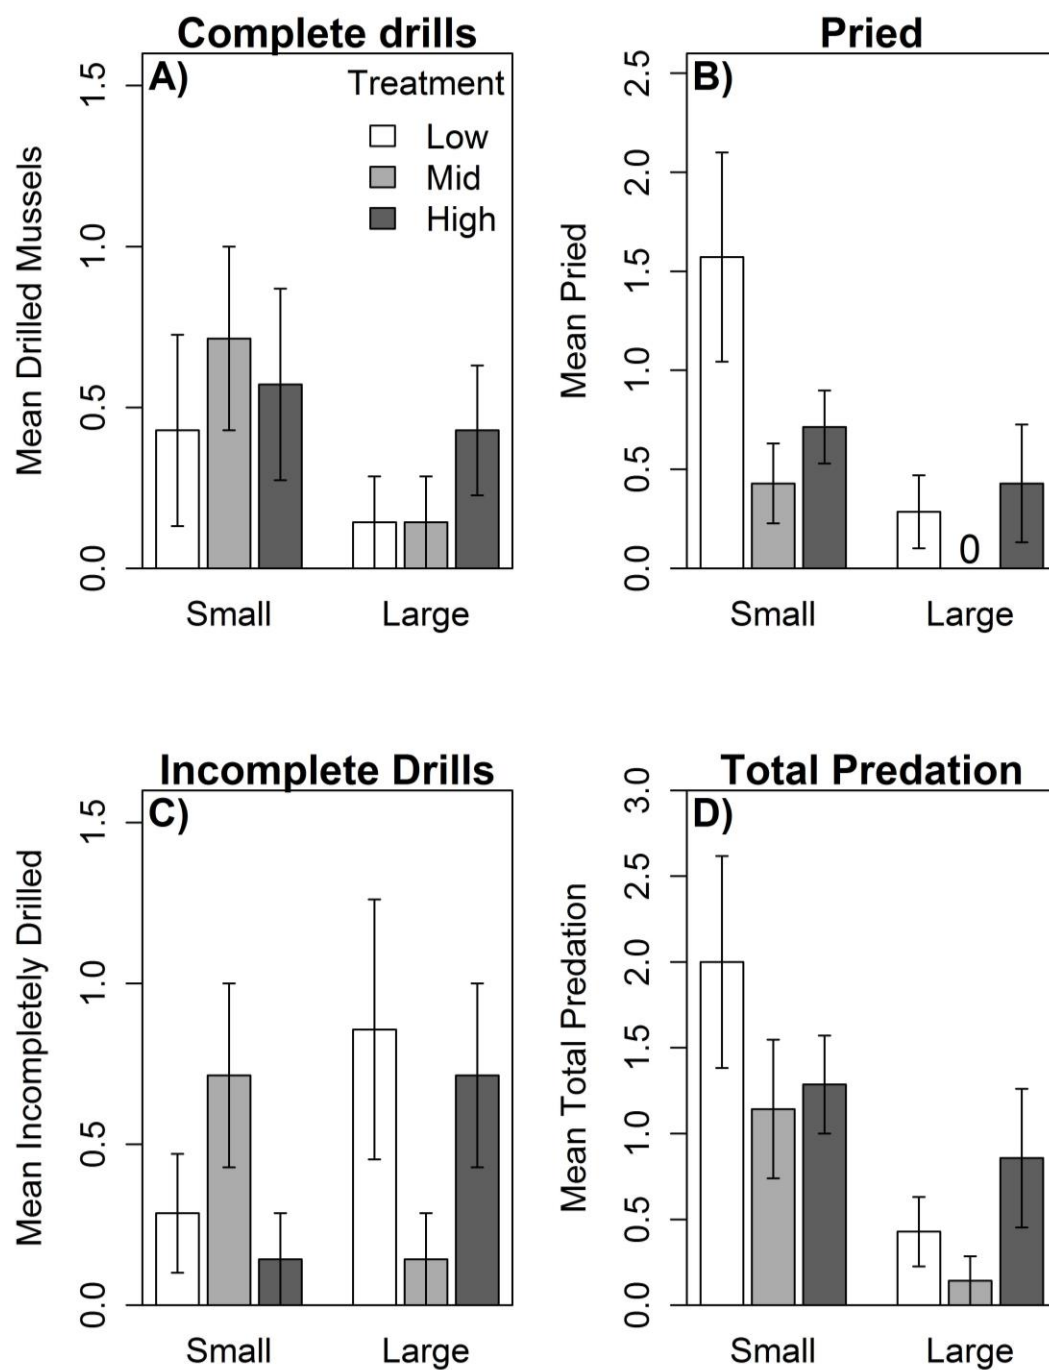 Complete drills
A)
Treatment
Low
Mid
High
Mean Drilled Mussels
0.0 0.5 1.0 1.5
Small Large
Pried
B)
Mean Pried
0.0 0.5 1.0 1.5 2.0 2.5
0
Small Large
Incomplete Drills
C)
Mean Incompletely Drilled
0.0 0.5 1.0 1.5
Small Large
Total Predation
D)
Mean Total Predation
0.0 0.5 1.0 1.5 2.0 2.5 3.0
Small Large